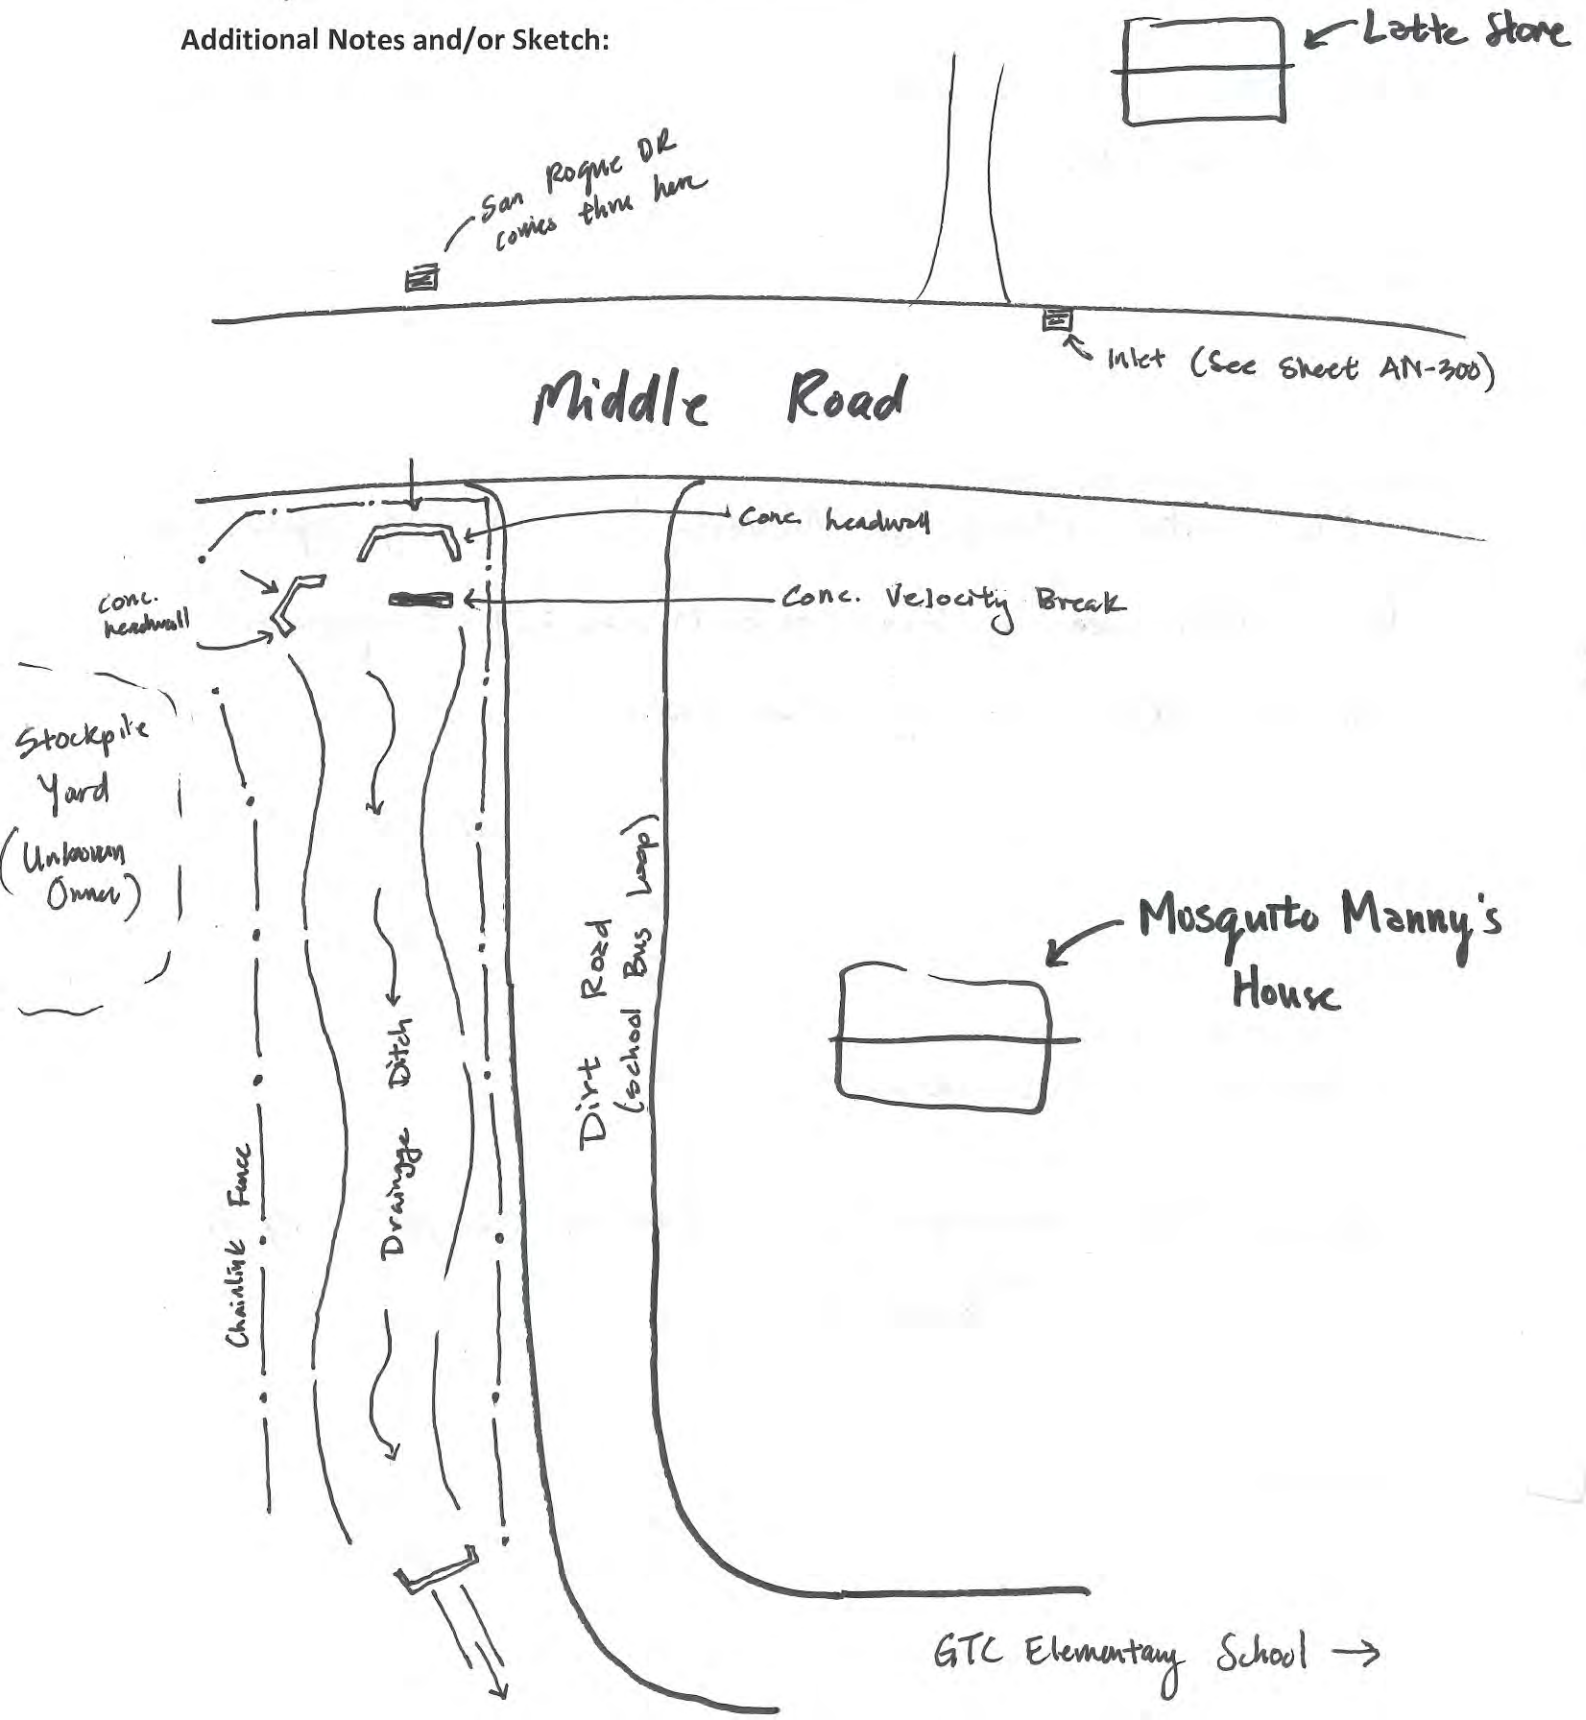 Additional Notes and/or Sketch:
Latte Stone
San Roque DR
comes thru here
Inlet (See Sheet AN-300)
Middle Road
Conc. headwall
Conc. Velocity Break
conc.
headwall
Stockpile
Yard
(Unknown
Owner)
Dirt Road
(School Bus Loop)
Mosquito Manny's
House
Drainage Ditch
Chainlink Fence
GTC Elementary School →